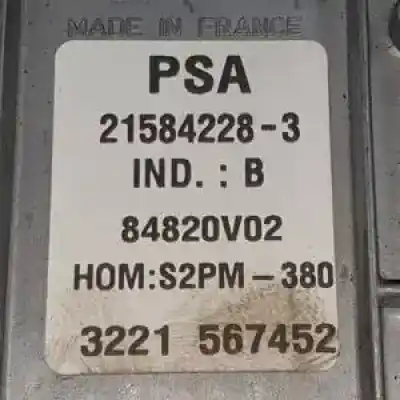 MADE IN FRANCE
PSA
21584228-3
IND. : B
84820V02
HOM:S2PM-380
3221 567452